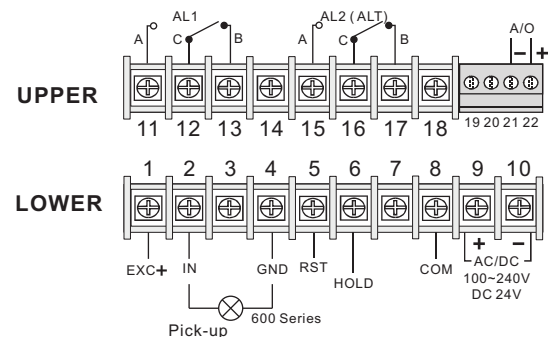 AL1
AL2 (ALT)
A/O
A C B A C B − +
UPPER
11 12 13 14 15 16 17 18 19 20 21 22
LOWER
1 2 3 4 5 6 7 8 9 10
EXC+ IN GND RST HOLD COM + −
AC/DC
100~240V
DC 24V
600 Series
Pick-up